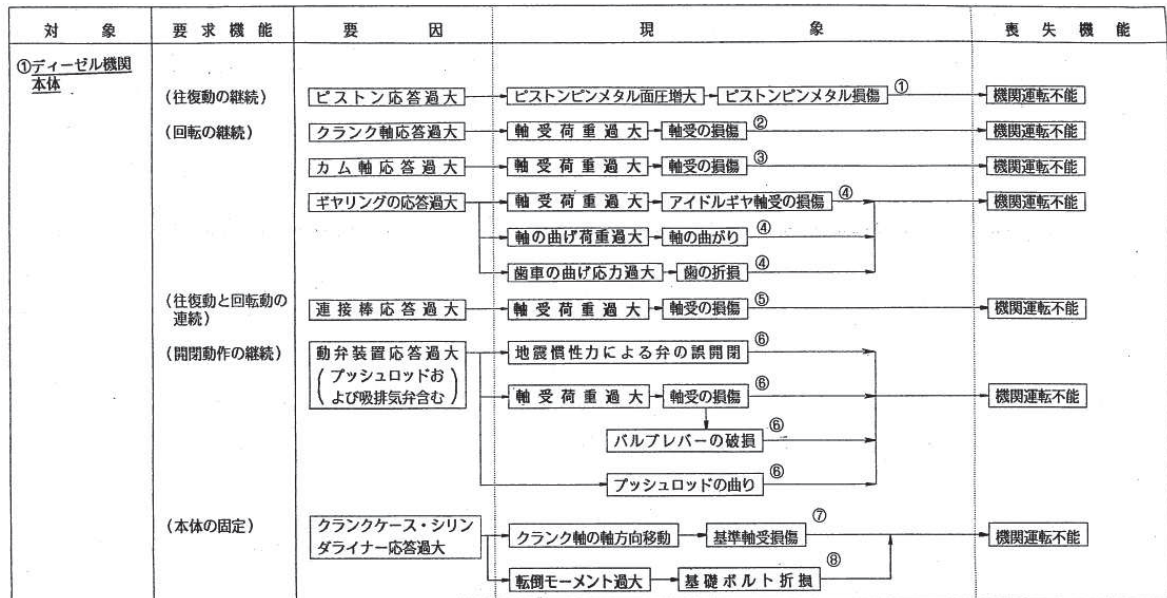 対象 要求機能 要因 現象 喪失機能
①ディーゼル機関
本体
(往復動の継続) ピストン応答過大 ピストンピンメタル面圧増大 ピストンピンメタル損傷 ① 機関運転不能
(回転の継続) クランク軸応答過大 軸受荷重過大 軸受の損傷 ② 機関運転不能
カム軸応答過大 軸受荷重過大 軸受の損傷 ③ 機関運転不能
ギヤリングの応答過大 軸受荷重過大 アイドルギヤ軸受の損傷 ④ 機関運転不能
軸の曲げ荷重過大 軸の曲がり ④
歯車の曲げ応力過大 歯の折損 ④
(往復動と回転動の
連続) 連接棒応答過大 軸受荷重過大 軸受の損傷 ⑤ 機関運転不能
(開閉動作の継続) 動弁装置応答過大 地震慣性力による弁の誤開閉 ⑥
(プッシュロッドお
よび吸排気弁含む) 軸受荷重過大 軸受の損傷 ⑥ 機関運転不能
バルブレバーの破損 ⑥
プッシュロッドの曲り ⑥
(本体の固定) クランクケース・シリン
ダライナー応答過大 クランク軸の軸方向移動 基準軸受損傷 ⑦ 機関運転不能
転倒モーメント過大 基礎ボルト折損 ⑧